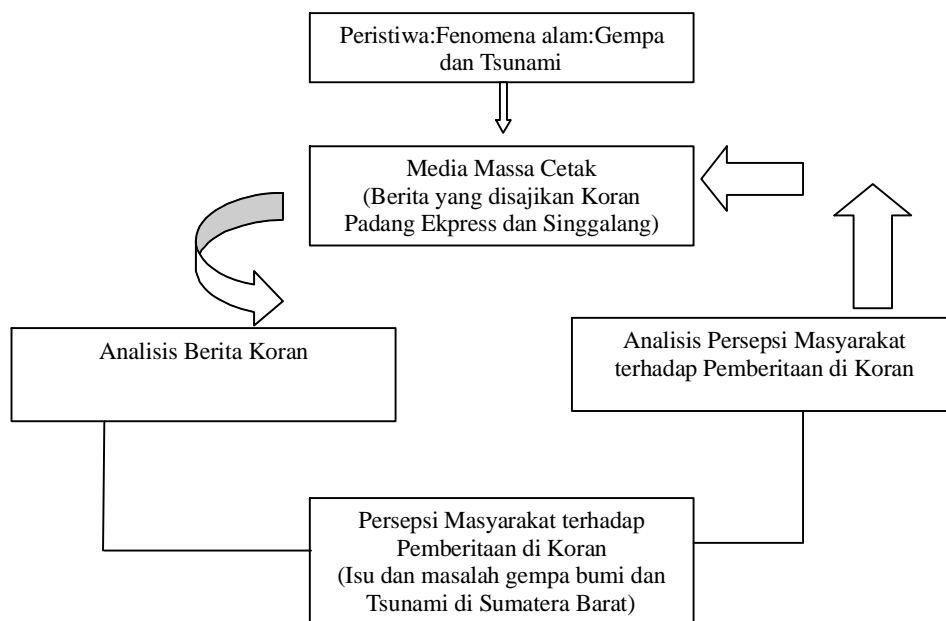 Peristiwa:Fenomena alam:Gempa
dan Tsunami
Media Massa Cetak
(Berita yang disajikan Koran
Padang Ekpress dan Singgalang)
Analisis Berita Koran
Analisis Persepsi Masyarakat
terhadap Pemberitaan di Koran
Persepsi Masyarakat terhadap
Pemberitaan di Koran
(Isu dan masalah gempa bumi dan
Tsunami di Sumatera Barat)